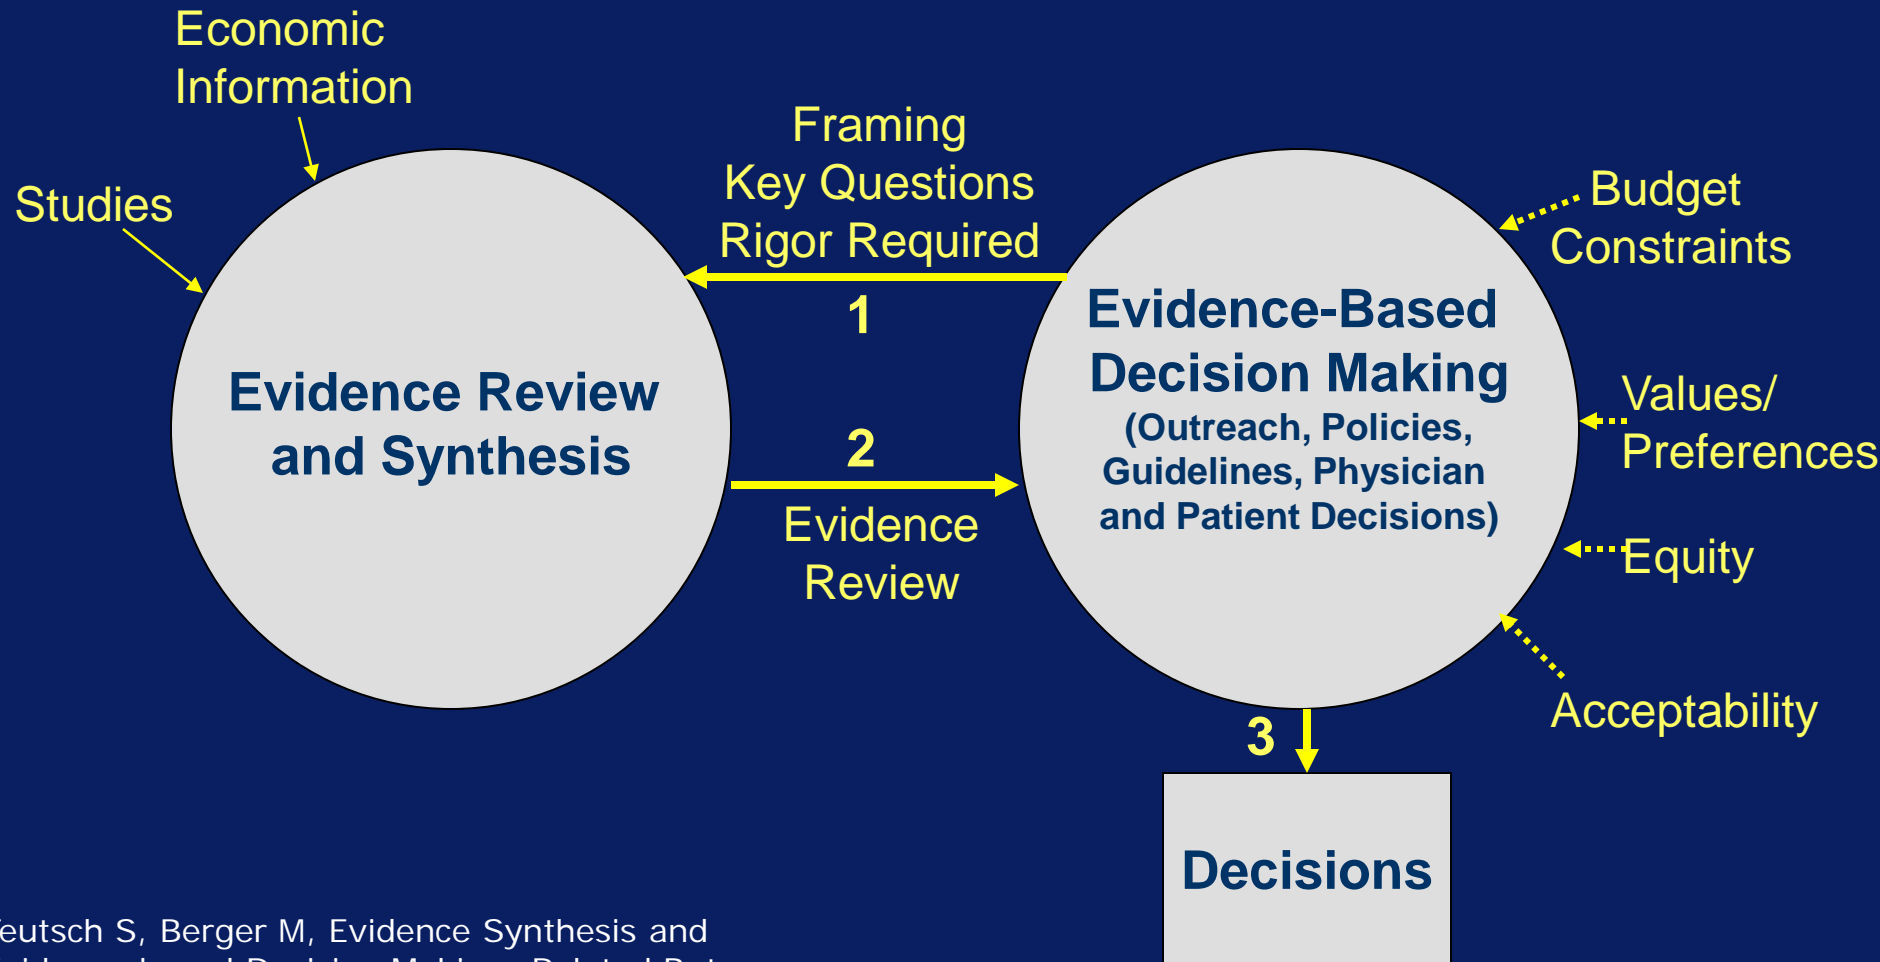 Economic
Information
Studies
Framing
Key Questions
Rigor Required
1
Evidence Review
and Synthesis
2
Evidence
Review
Evidence-Based
Decision Making
(Outreach, Policies,
Guidelines, Physician
and Patient Decisions)
Budget
Constraints
Values/
Preferences
Equity
Acceptability
3
Decisions
eutsch S, Berger M, Evidence Synthesis and